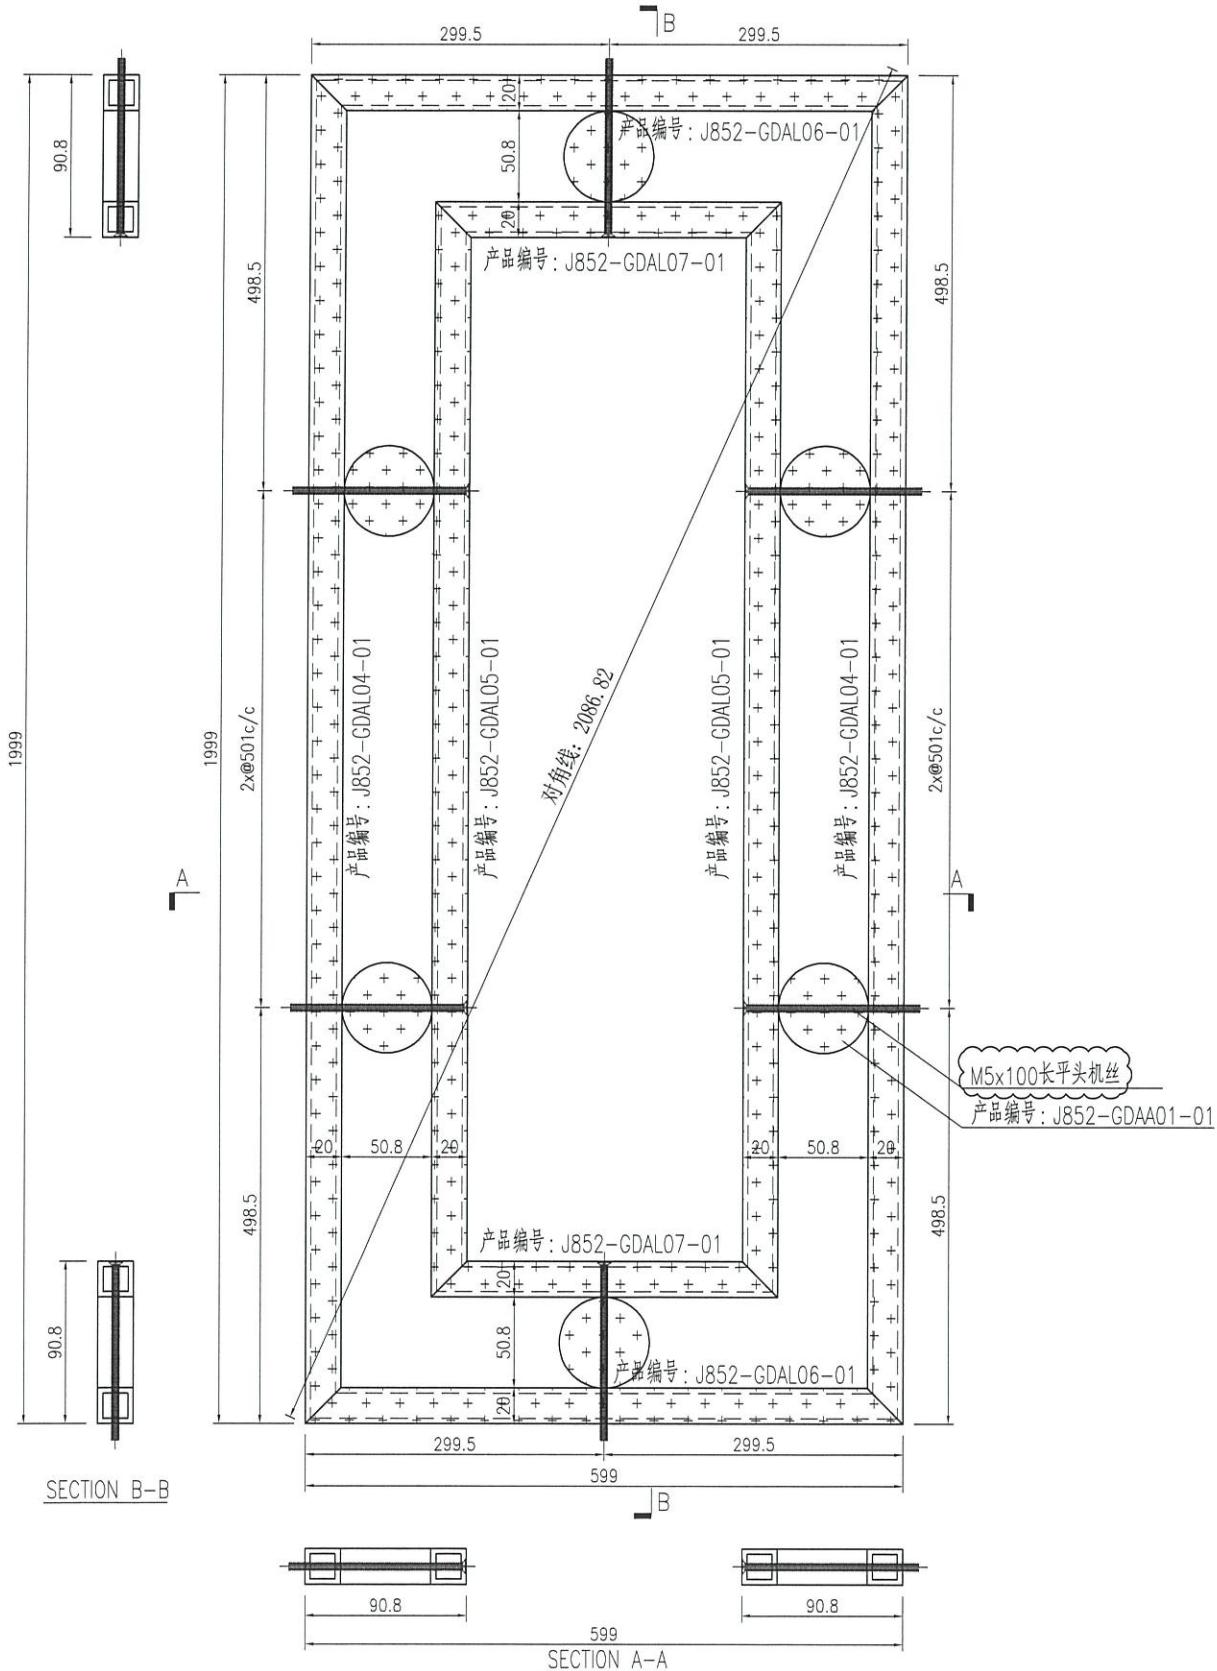 B
299.5
299.5
20
产品编号: J852-GDAL06-01
90.8
50.8
20
产品编号: J852-GDAL07-01
498.5
498.5
1999
1999
2x@501c/c
产品编号: J852-GDAL04-01
产品编号: J852-GDAL05-01
对角线: 2086.82
产品编号: J852-GDAL05-01
产品编号: J852-GDAL04-01
2x@501c/c
A
A
M5x100长平头机丝
产品编号: J852-GDAA01-01
20
50.8
20
20
50.8
20
498.5
498.5
产品编号: J852-GDAL07-01
20
90.8
50.8
产品编号: J852-GDAL06-01
20
299.5
299.5
599
SECTION B-B
B
90.8
90.8
599
SECTION A-A